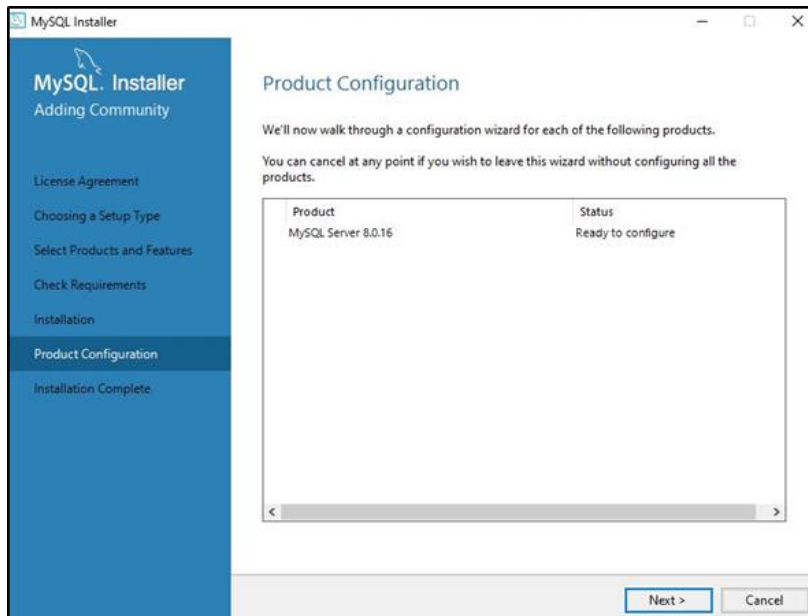 MySQL Installer
MySQL. Installer
Adding Community
License Agreement
Choosing a Setup Type
Select Products and Features
Check Requirements
Installation
Product Configuration
Installation Complete
Product Configuration
We'll now walk through a configuration wizard for each of the following products.
You can cancel at any point if you wish to leave this wizard without configuring all the
products.
Product Status
MySQL Server 8.0.16 Ready to configure
Next > Cancel